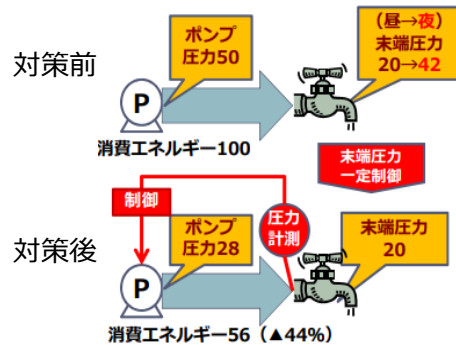 対策前
ポンプ
圧力50
P
消費エネルギー100
（昼→夜）
末端圧力
20→42
末端圧力
一定制御
対策後
制御
ポンプ
圧力28
圧力
計測
末端圧力
20
P
消費エネルギー56（▲44%）